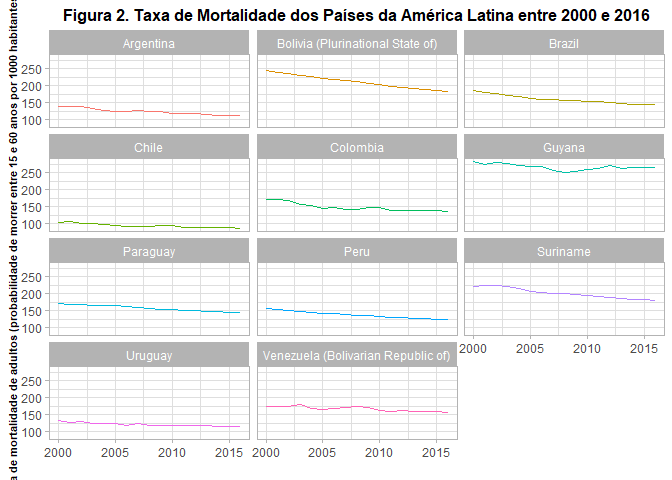 Figura 2. Taxa de Mortalidade dos Países da América Latina entre 2000 e 2016
a de mortalidade de adultos (probabilidade de morrer entre 15 e 60 anos por 1000 habitantes
Argentina
Bolivia (Plurinational State of)
Brazil
250
200
150
100
Chile
Colombia
Guyana
250
200
150
100
Paraguay
Peru
Suriname
250
200
150
100
2000
2005
2010
2015
Uruguay
Venezuela (Bolivarian Republic of)
250
200
150
100
2000
2005
2010
2015
2000
2005
2010
2015